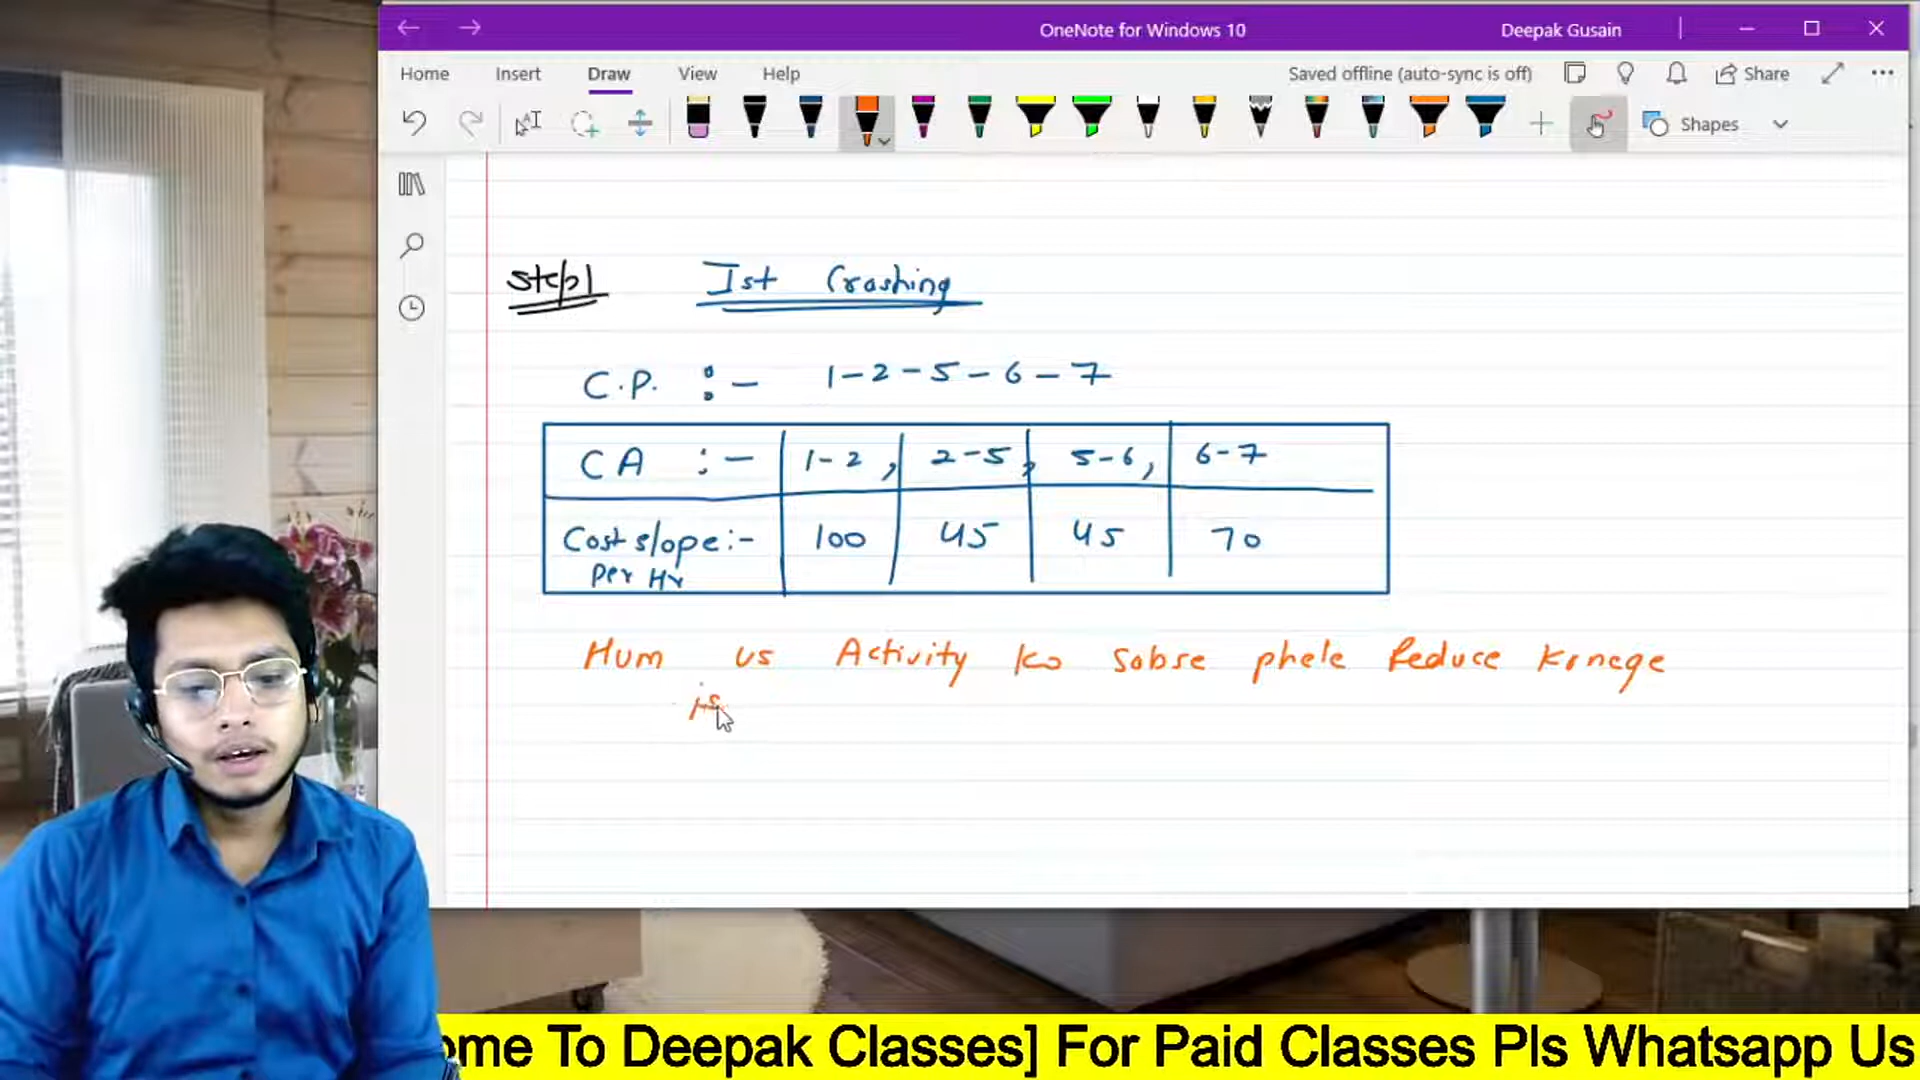 OneNote for Windows 10 Deepak Gusain
Home Insert Draw View Help Saved offline (auto-sync is off) Share
Shapes
Step1 Ist Crashing
C.P. :- 1-2-5-6-7
CA :- 1-2, 2-5, 5-6, 6-7
Cost slope:- 100 45 45 70
Per Hr
Hum us Activity ko Sabse phele Reduce Krnege
ome To Deepak Classes] For Paid Classes Pls Whatsapp Us